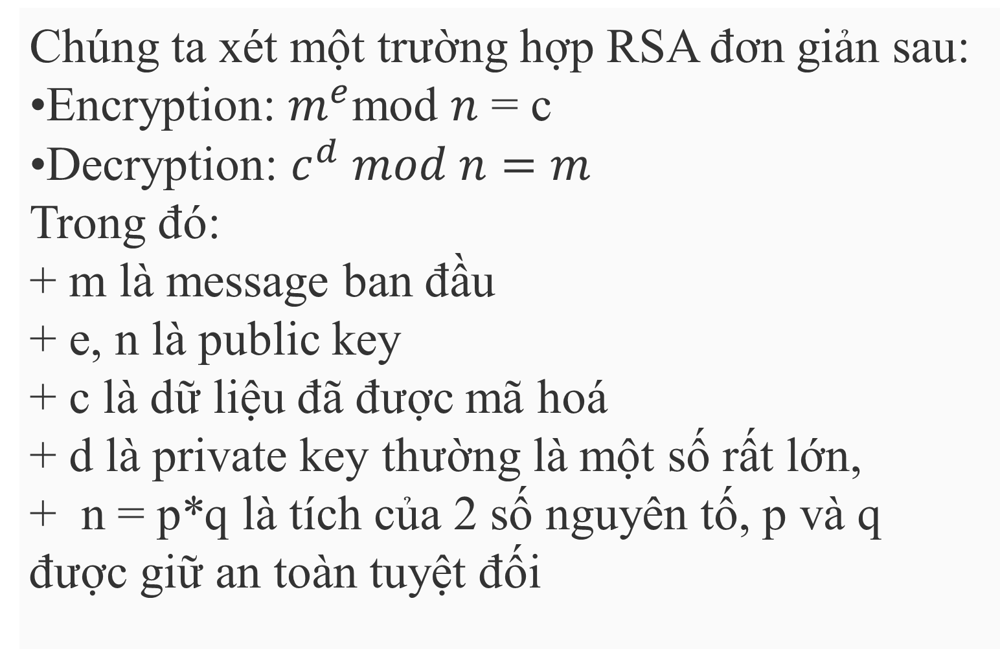 Chúng ta xét một trường hợp RSA đơn giản sau:
•Encryption: $m^e$ mod $n$ = c
•Decryption: $c^d$ $mod$ $n = m$
Trong đó:
+ m là message ban đầu
+ e, n là public key
+ c là dữ liệu đã được mã hoá
+ d là private key thường là một số rất lớn,
+ n = p*q là tích của 2 số nguyên tố, p và q
được giữ an toàn tuyệt đối